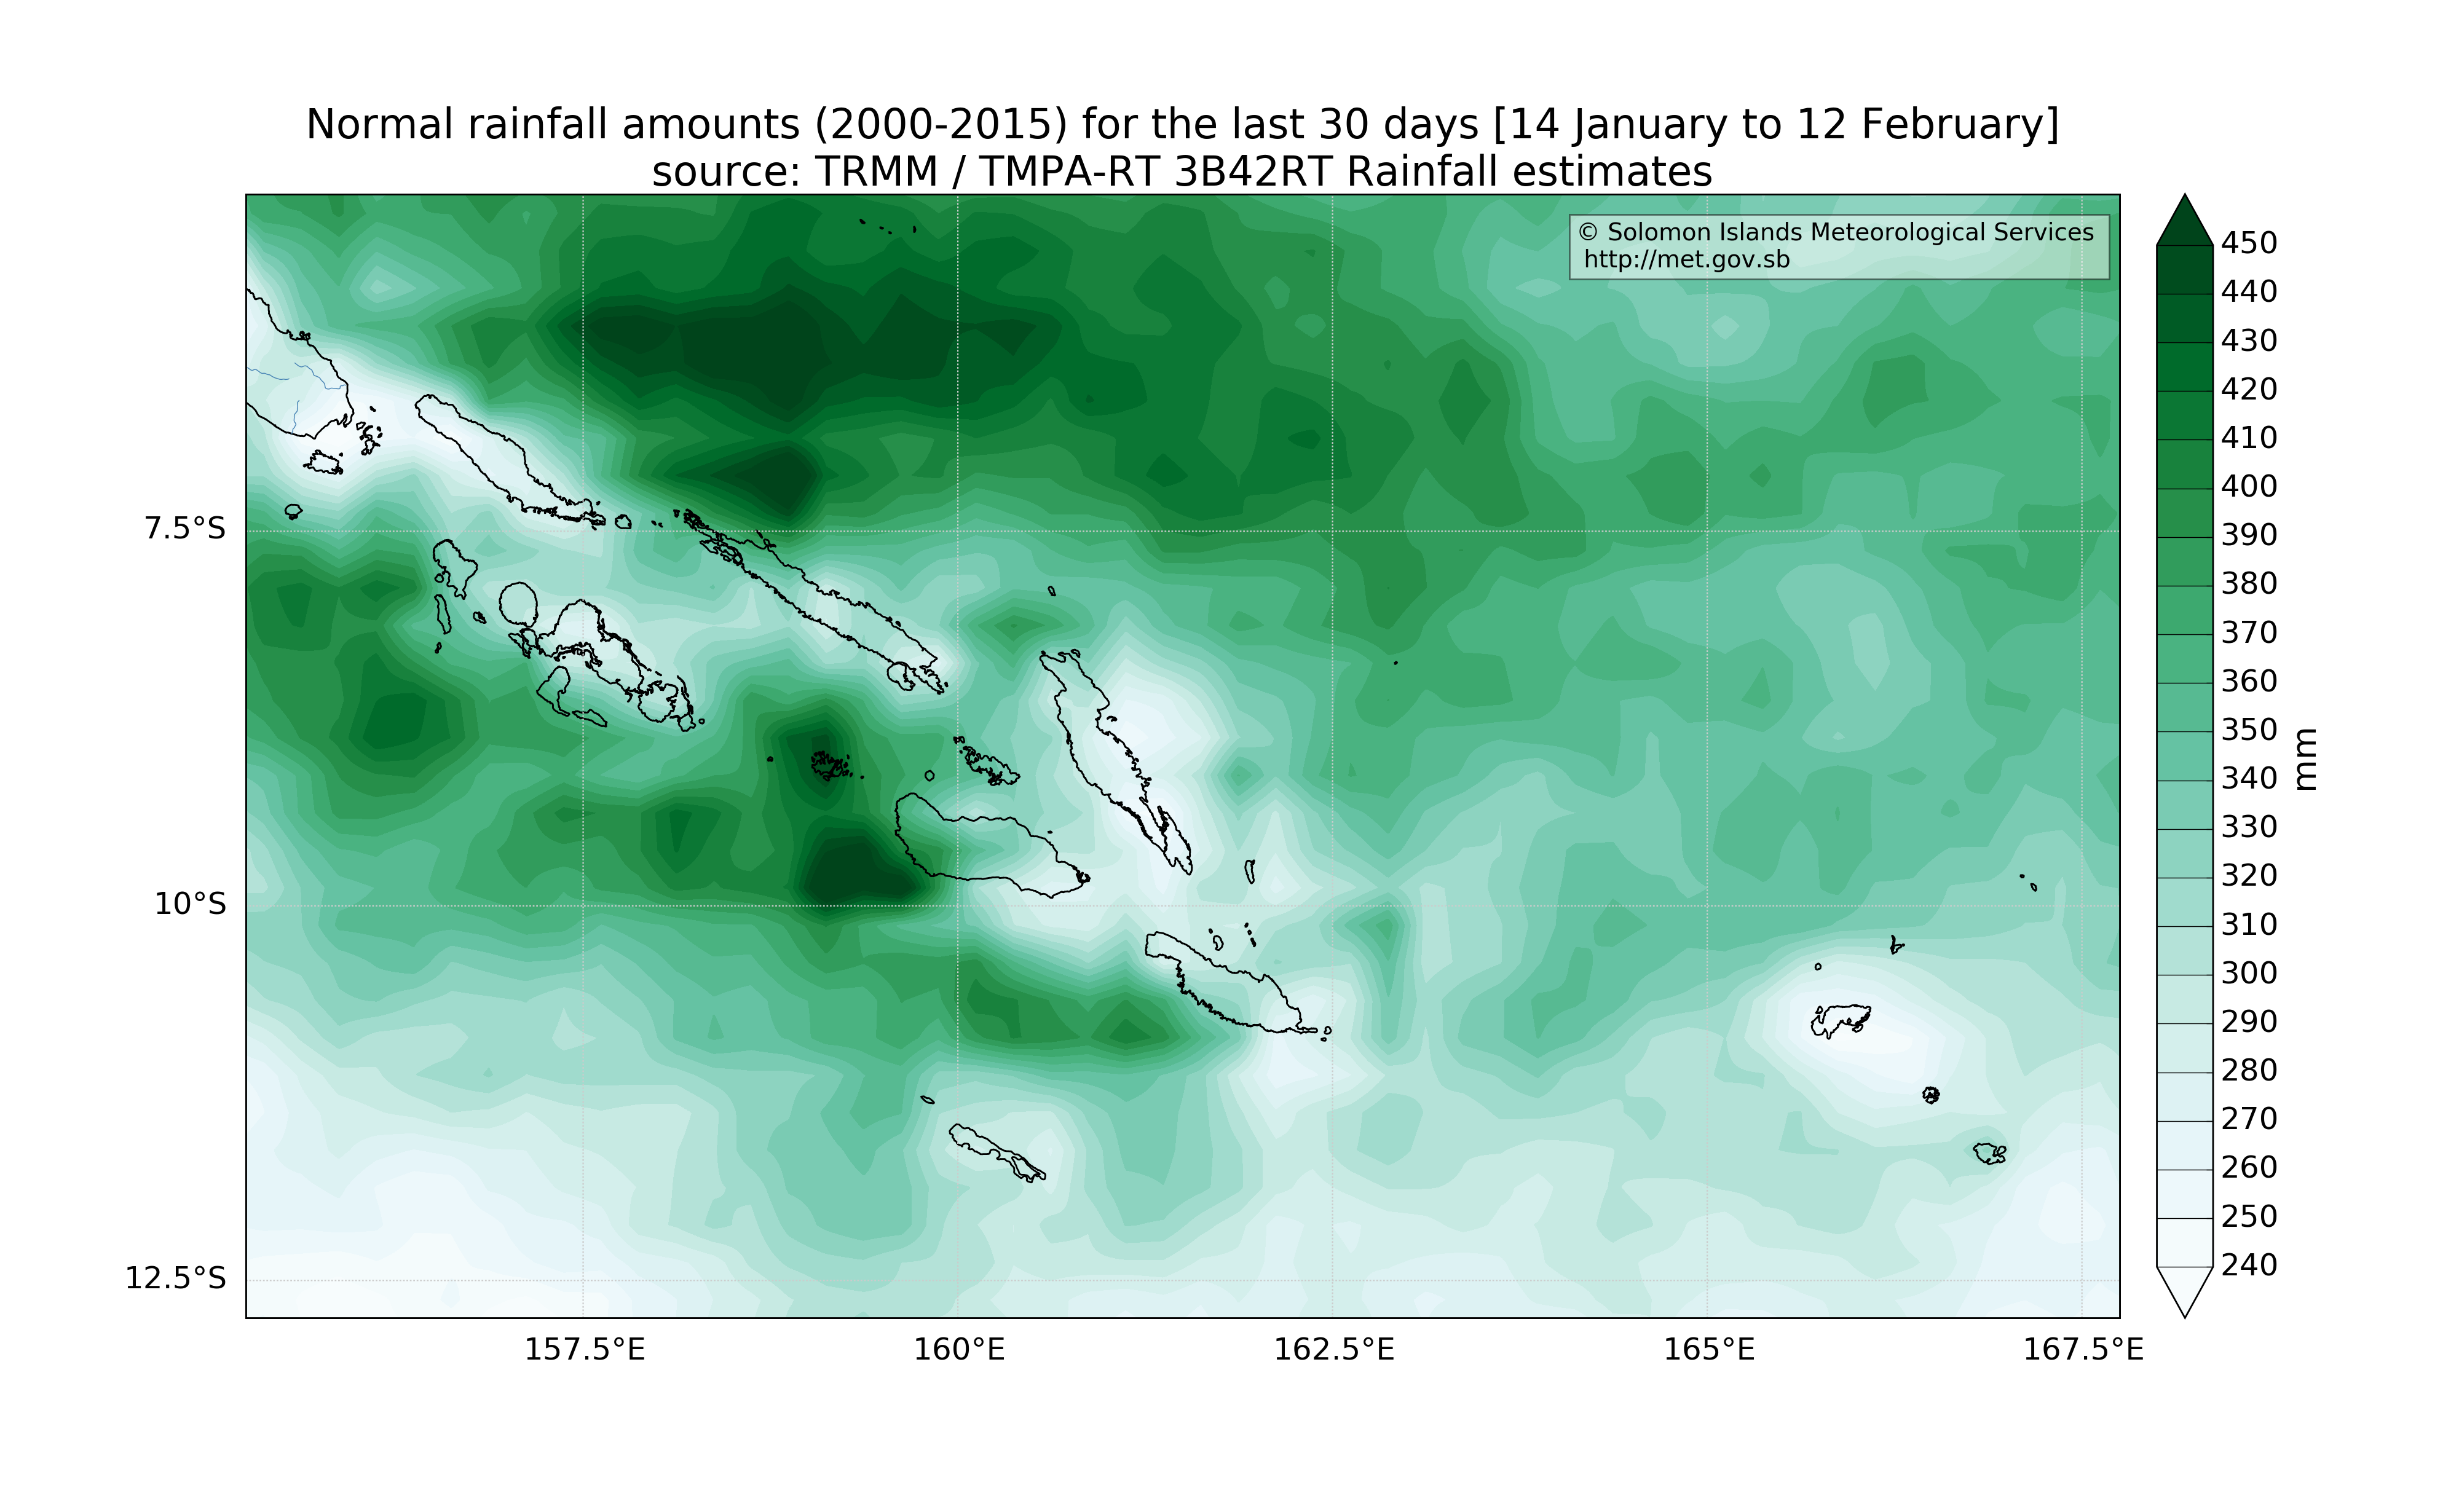 Normal rainfall amounts (2000-2015) for the last 30 days [14 January to 12 February]
source: TRMM / TMPA-RT 3B42RT Rainfall estimates
© Solomon Islands Meteorological Services
http://met.gov.sb
7.5°S
10°S
12.5°S
157.5°E
160°E
162.5°E
165°E
167.5°E
450
440
430
420
410
400
390
380
370
360
350
340
330
320
310
300
290
280
270
260
250
240
mm